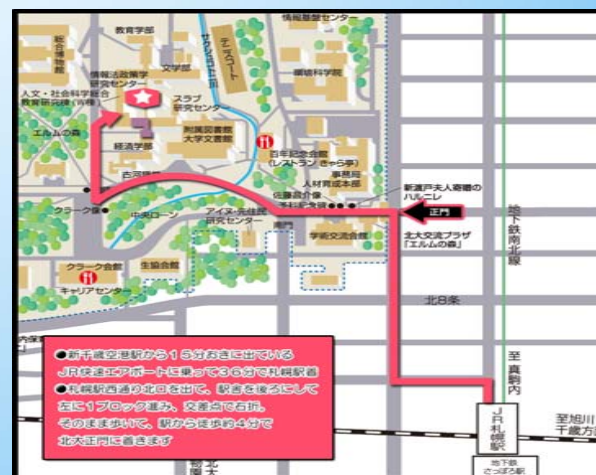 教育学部
情報基盤センター
総合博物館
文学部
サクシュコトニ川
テニスコート
環境科学院
情報法政策学
研究センター
人文・社会科学総合
教育研究棟（W棟）
スラブ
研究センター
エルムの森
附属図書館
大学文書館
経済学部
百年記念会館
（レストラン きゃら亭）
事務局
人材育成本部
新渡戸夫人寄贈の
ハルニレ
古河講堂
佐藤昌介像
正門
クラーク像
中央ローン
アイヌ・先住民
研究センター
南門
学術交流会館
北大交流プラザ
「エルムの森」
地下鉄南北線
クラーク会館
生協会館
キャリアセンター
北8条
●新千歳空港駅から１５分おきに出ている
JR快速エアポートに乗って３６分で札幌駅着
●札幌駅西通り北口を出て、駅舎を後ろにして
左に１ブロック進み、交差点で右折。
そのまま歩いて、駅から徒歩約４分で
北大正門に着きます
至 真駒内
JR札幌駅
至旭川
千歳方
地下鉄
さっぽろ駅